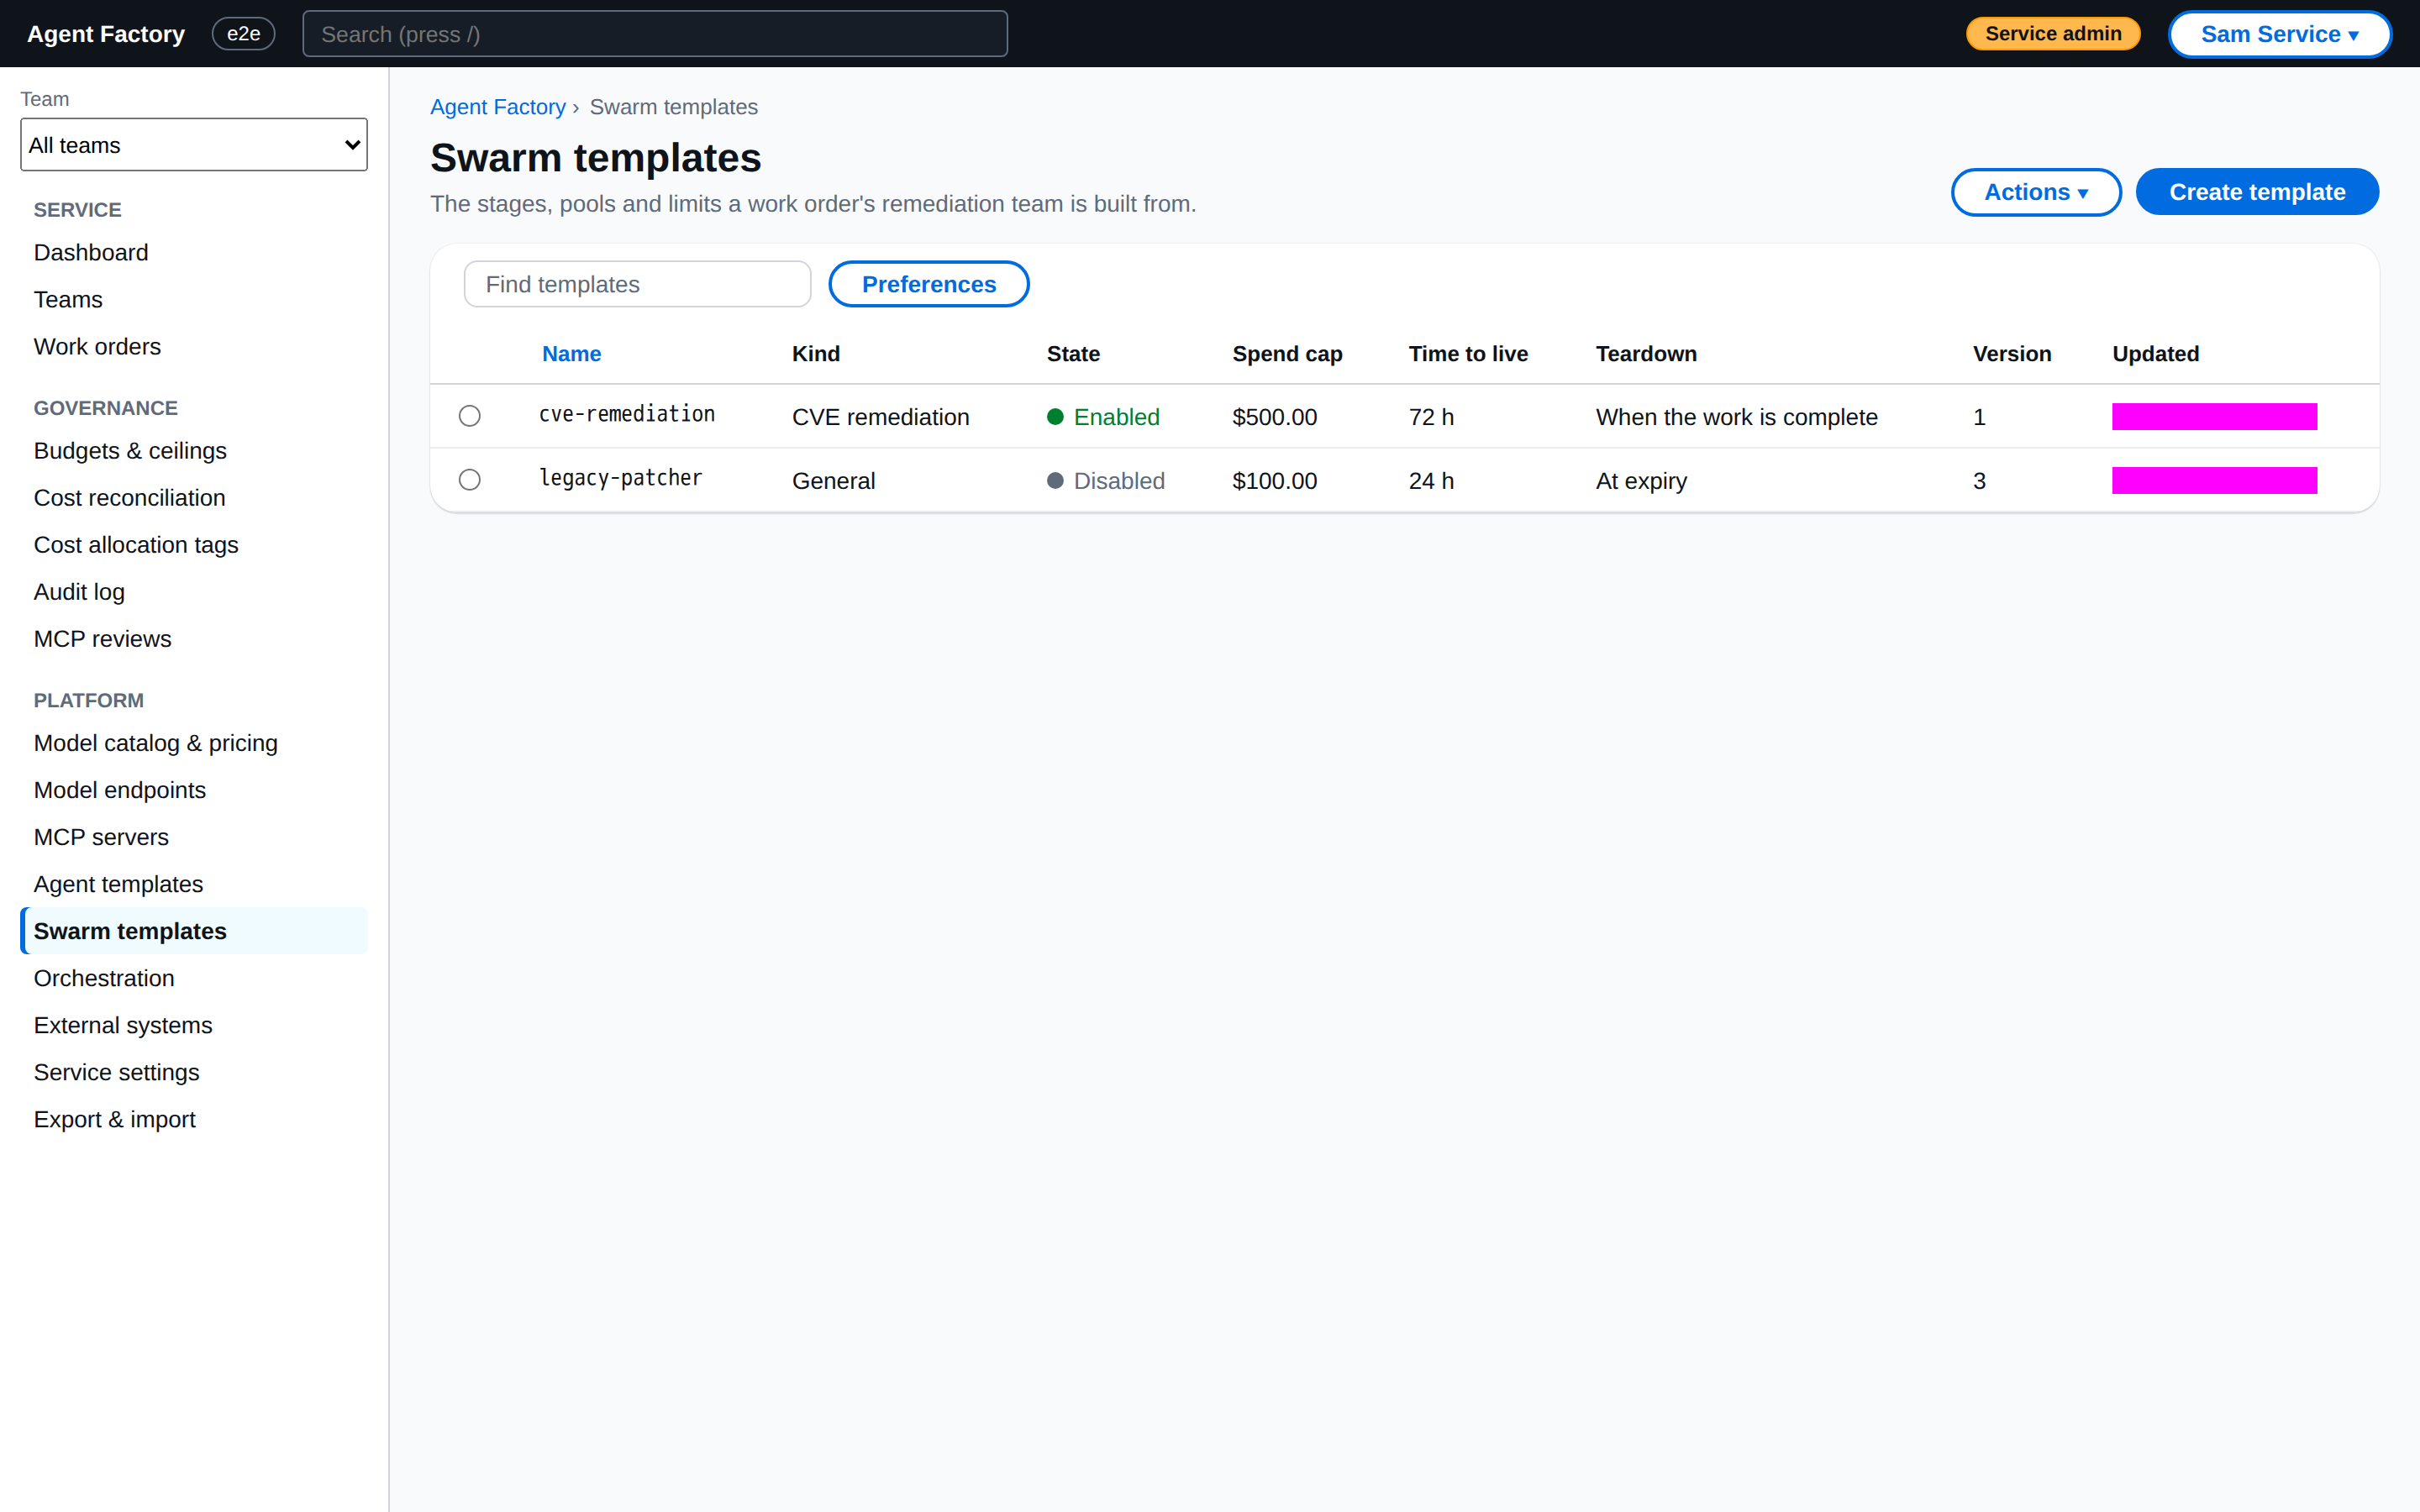 Agent Factory e2e Search (press /) Service admin Sam Service ▾
Team
All teams
SERVICE
Dashboard
Teams
Work orders
GOVERNANCE
Budgets & ceilings
Cost reconciliation
Cost allocation tags
Audit log
MCP reviews
PLATFORM
Model catalog & pricing
Model endpoints
MCP servers
Agent templates
Swarm templates
Orchestration
External systems
Service settings
Export & import
Agent Factory › Swarm templates
Swarm templates
The stages, pools and limits a work order's remediation team is built from.
Actions ▾ Create template
Find templates Preferences
Name Kind State Spend cap Time to live Teardown Version Updated
cve-remediation CVE remediation Enabled $500.00 72 h When the work is complete 1
legacy-patcher General Disabled $100.00 24 h At expiry 3